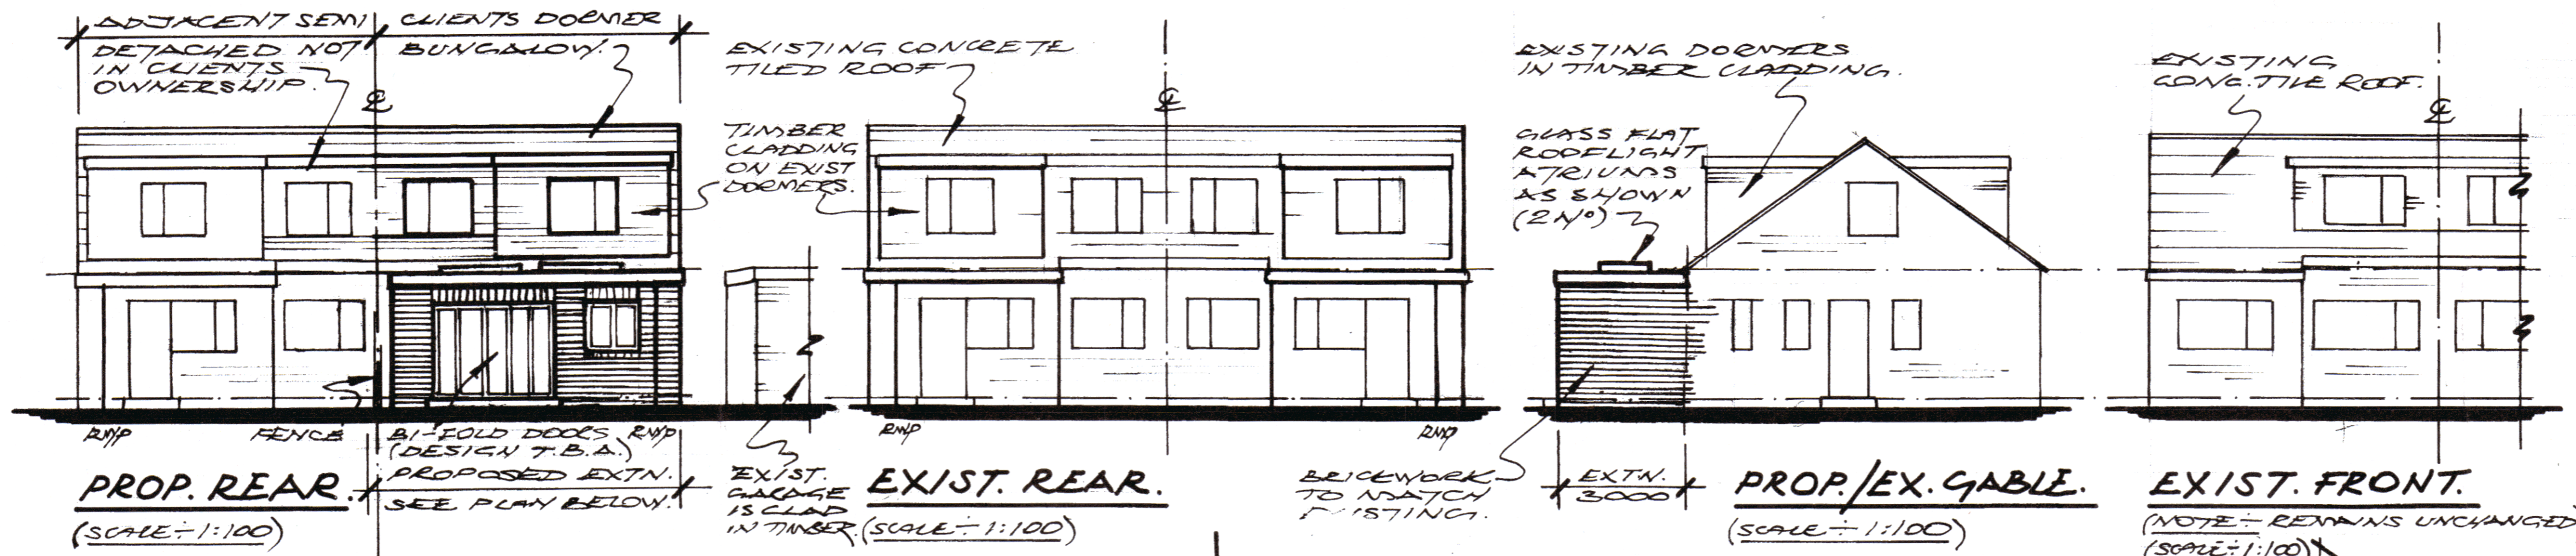 ADJACENT SEMI
DETACHED NOT
IN CLIENTS
OWNERSHIP.
CLIENTS DORMER
BUNGALOW.
℄
EXISTING CONCRETE
TILED ROOF
TIMBER
CLADDING
ON EXIST
DORMERS.
℄
EXISTING DORMERS
IN TIMBER CLADDING.
GLASS FLAT
ROOFLIGHT
ATRIUMS
AS SHOWN
(2 Nº)
EXISTING
CONC. TILE ROOF.
℄
RWP
FENCE
BI-FOLD DOORS
(DESIGN T.B.A.)
RWP
PROPOSED EXTN.
SEE PLAN BELOW.
PROP. REAR.
(SCALE ÷ 1:100)
EXIST.
GARAGE
IS CLAD
IN TIMBER.
RWP
RWP
EXIST. REAR.
(SCALE ÷ 1:100)
BRICKWORK
TO MATCH
EXISTING.
EXTN.
3000
PROP./EX. GABLE.
(SCALE ÷ 1:100)
EXIST. FRONT.
(NOTE ÷ REMAINS UNCHANGED)
(SCALE ÷ 1:100)